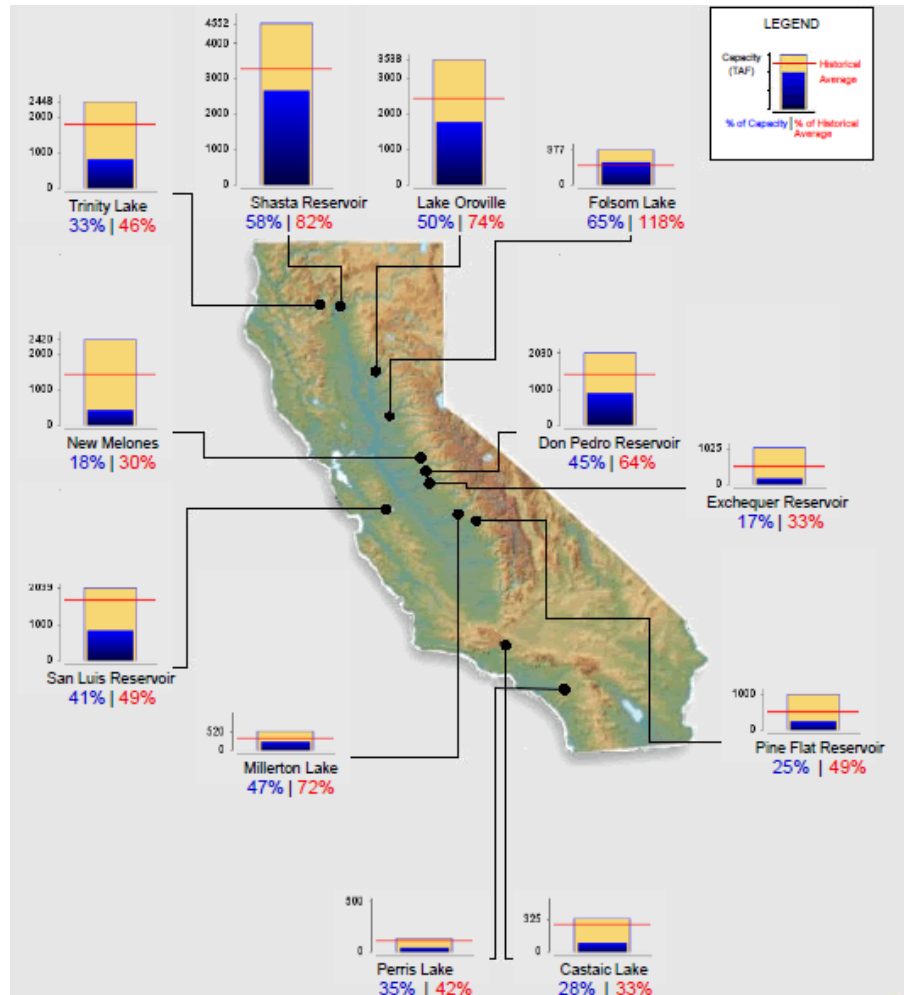 LEGEND
Capacity
(TAF)
Historical
Average
% of Capacity | % of Historical
Average
2448
2000
1000
0
Trinity Lake
33% | 46%
4552
4000
3000
2000
1000
0
Shasta Reservoir
58% | 82%
3538
3000
2000
1000
0
Lake Oroville
50% | 74%
977
0
Folsom Lake
65% | 118%
2420
2000
1000
0
New Melones
18% | 30%
2030
1000
0
Don Pedro Reservoir
45% | 64%
1025
0
Exchequer Reservoir
17% | 33%
2039
1000
0
San Luis Reservoir
41% | 49%
520
0
Millerton Lake
47% | 72%
1000
0
Pine Flat Reservoir
25% | 49%
300
0
Perris Lake
35% | 42%
325
0
Castaic Lake
28% | 33%